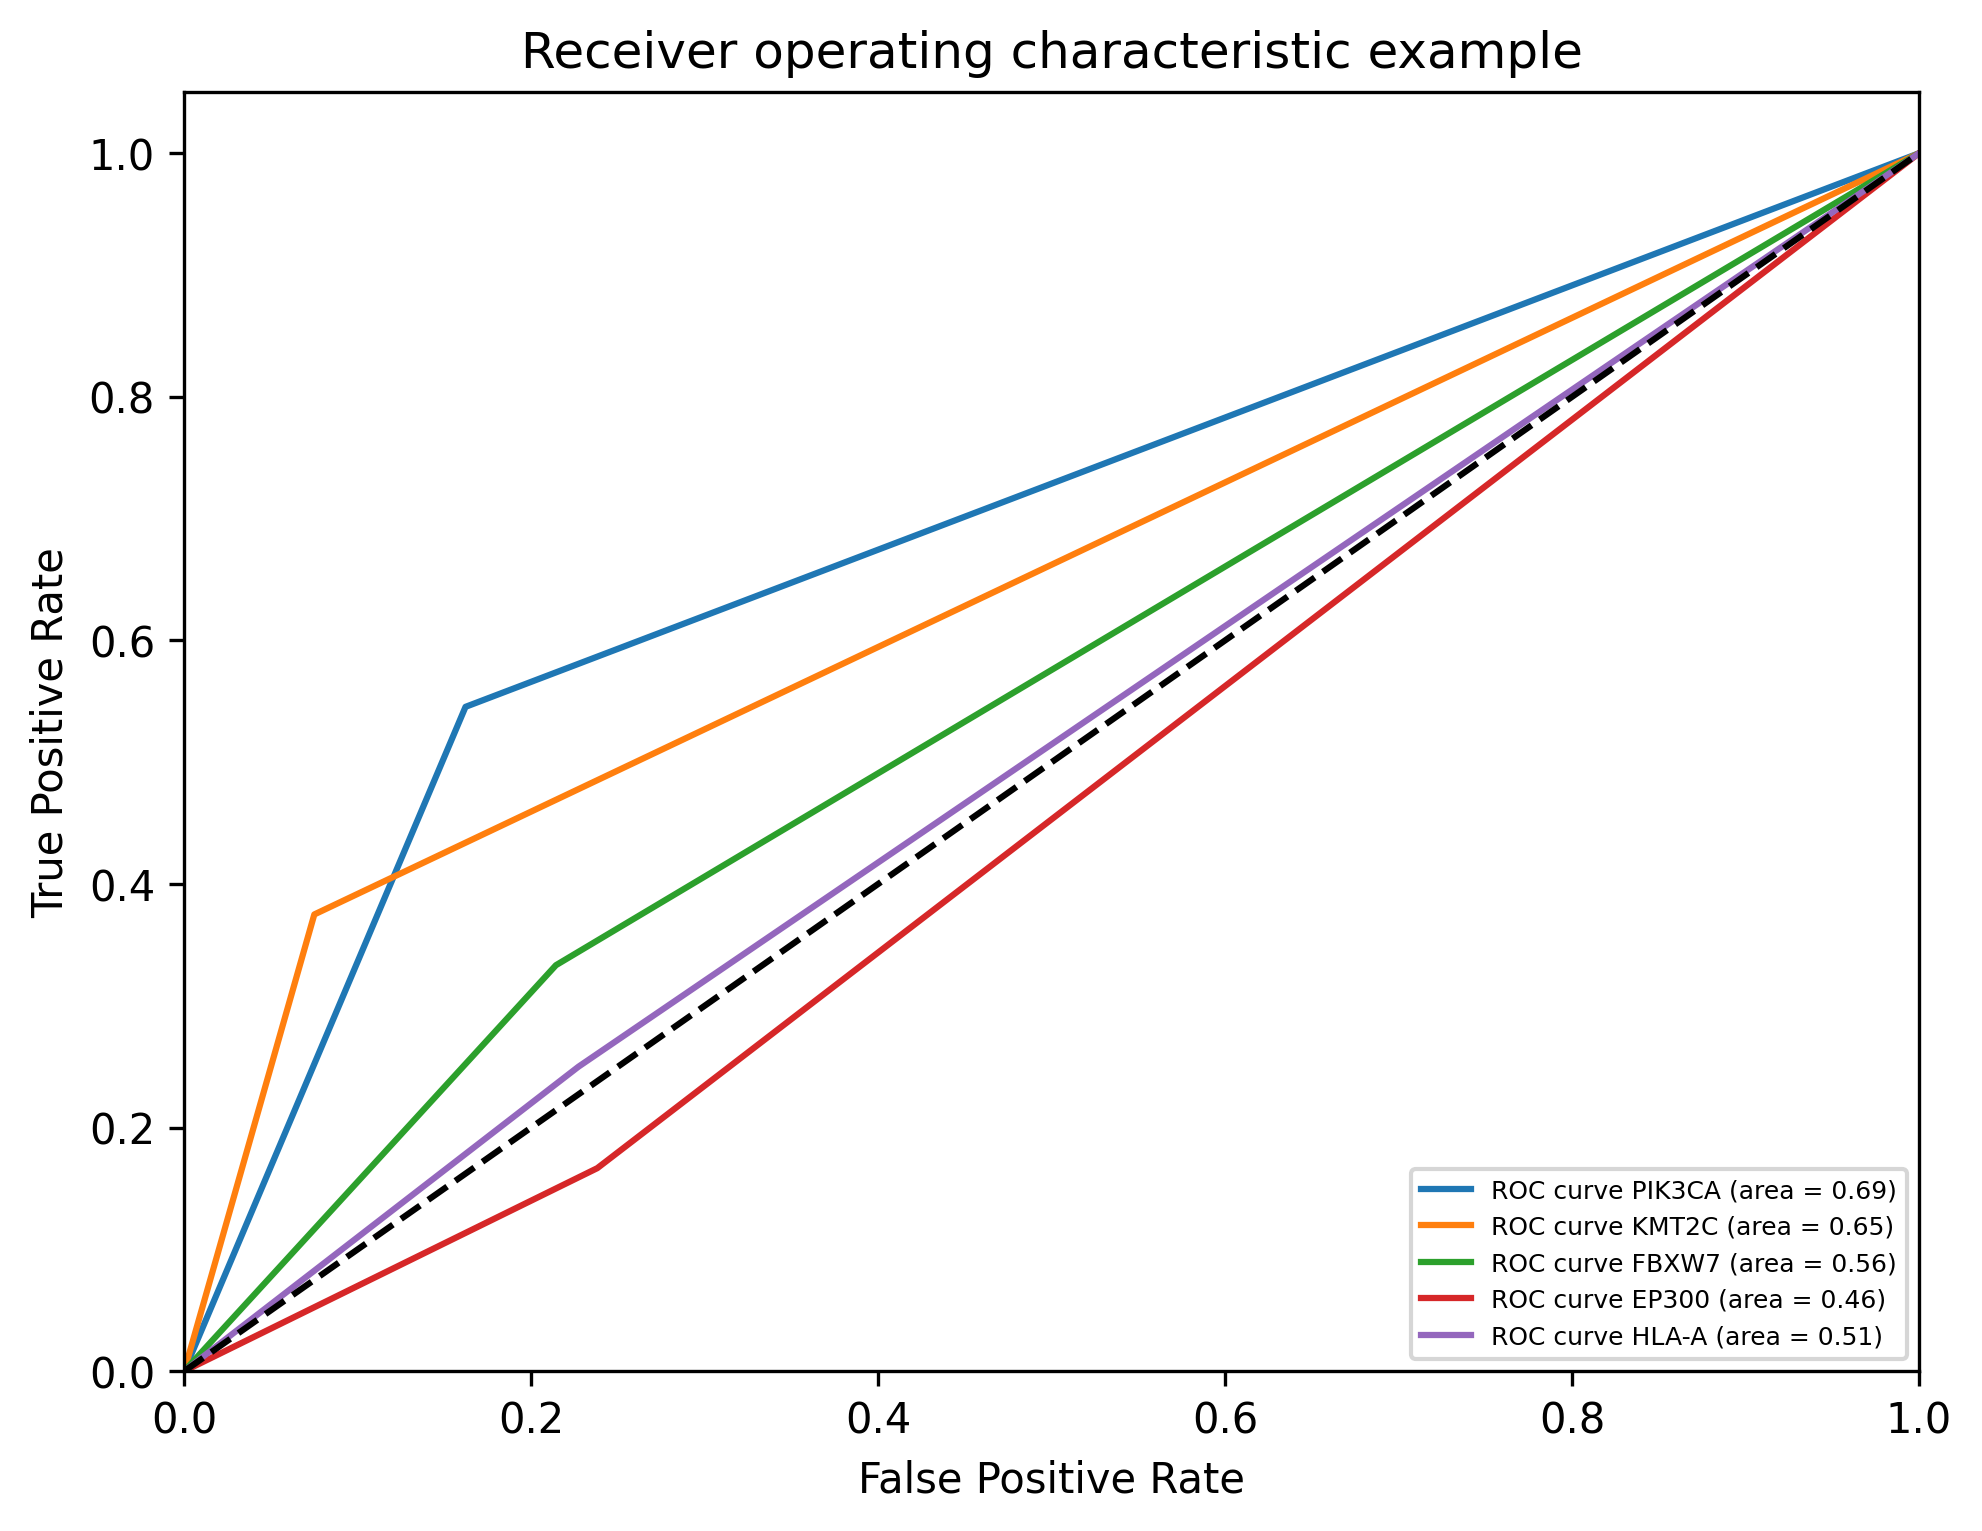 Receiver operating characteristic example
True Positive Rate
1.0
0.8
0.6
0.4
0.2
0.0
ROC curve PIK3CA (area = 0.69)
ROC curve KMT2C (area = 0.65)
ROC curve FBXW7 (area = 0.56)
ROC curve EP300 (area = 0.46)
ROC curve HLA-A (area = 0.51)
0.0 0.2 0.4 0.6 0.8 1.0
False Positive Rate